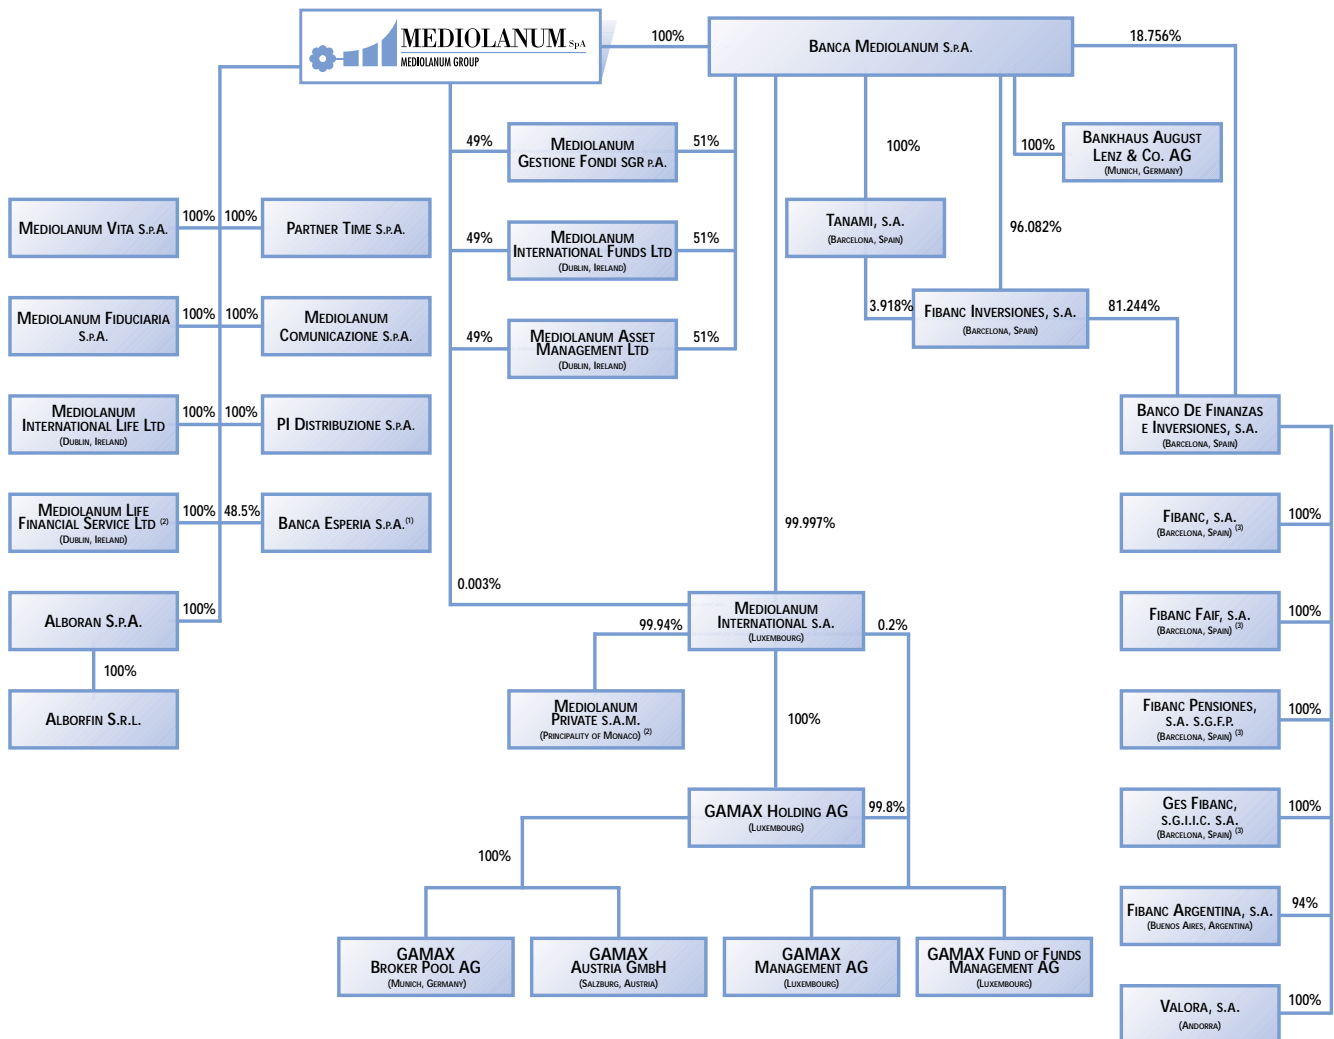 MEDIOLANUM SpA
MEDIOLANUM GROUP
100%
BANCA MEDIOLANUM S.P.A.
18.756%
49%
MEDIOLANUM
GESTIONE FONDI SGR P.A.
51%
100%
100%
BANKHAUS AUGUST
LENZ & CO. AG
(MUNICH, GERMANY)
MEDIOLANUM VITA S.P.A.
100%
100%
PARTNER TIME S.P.A.
49%
MEDIOLANUM
INTERNATIONAL FUNDS LTD
(DUBLIN, IRELAND)
51%
TANAMI, S.A.
(BARCELONA, SPAIN)
96.082%
MEDIOLANUM FIDUCIARIA
S.P.A.
100%
100%
MEDIOLANUM
COMUNICAZIONE S.P.A.
49%
MEDIOLANUM ASSET
MANAGEMENT LTD
(DUBLIN, IRELAND)
51%
3.918%
FIBANC INVERSIONES, S.A.
(BARCELONA, SPAIN)
81.244%
MEDIOLANUM
INTERNATIONAL LIFE LTD
(DUBLIN, IRELAND)
100%
100%
PI DISTRIBUZIONE S.P.A.
BANCO DE FINANZAS
E INVERSIONES, S.A.
(BARCELONA, SPAIN)
MEDIOLANUM LIFE
FINANCIAL SERVICE LTD (2)
(DUBLIN, IRELAND)
100%
48.5%
BANCA ESPERIA S.P.A.(1)
99.997%
FIBANC, S.A.
(BARCELONA, SPAIN) (3)
100%
ALBORAN S.P.A.
100%
0.003%
MEDIOLANUM
INTERNATIONAL S.A.
(LUXEMBOURG)
99.94%
0.2%
FIBANC FAIF, S.A.
(BARCELONA, SPAIN) (3)
100%
100%
ALBORFIN S.R.L.
MEDIOLANUM
PRIVATE S.A.M.
(PRINCIPALITY OF MONACO) (2)
100%
FIBANC PENSIONES,
S.A. S.G.F.P.
(BARCELONA, SPAIN) (3)
100%
GAMAX HOLDING AG
(LUXEMBOURG)
99.8%
GES FIBANC,
S.G.I.I.C. S.A.
(BARCELONA, SPAIN) (3)
100%
100%
GAMAX
BROKER POOL AG
(MUNICH, GERMANY)
GAMAX
AUSTRIA GMBH
(SALZBURG, AUSTRIA)
GAMAX
MANAGEMENT AG
(LUXEMBOURG)
GAMAX FUND OF FUNDS
MANAGEMENT AG
(LUXEMBOURG)
FIBANC ARGENTINA, S.A.
(BUENOS AIRES, ARGENTINA)
94%
VALORA, S.A.
(ANDORRA)
100%